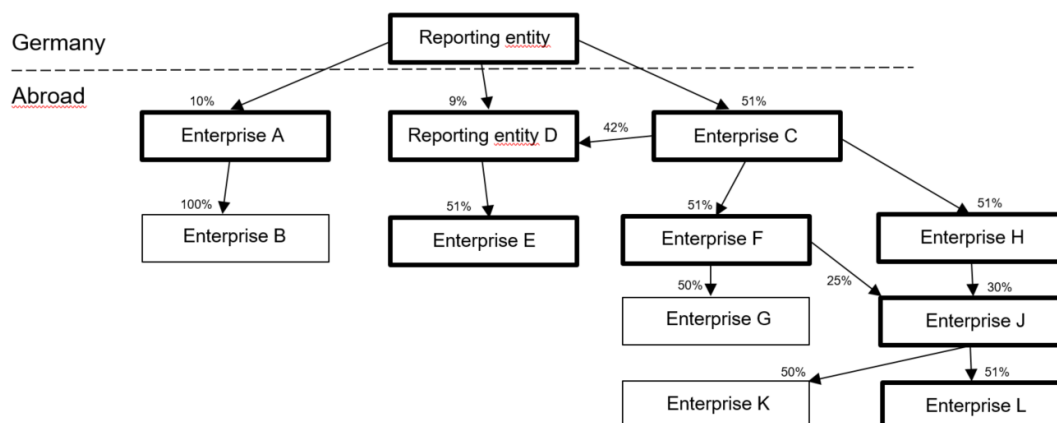 Reporting entity
Germany
Abroad
10%
9%
51%
Enterprise A
Reporting entity D
42%
Enterprise C
100%
51%
51%
51%
Enterprise B
Enterprise E
Enterprise F
Enterprise H
50%
25%
30%
Enterprise G
Enterprise J
50%
51%
Enterprise K
Enterprise L